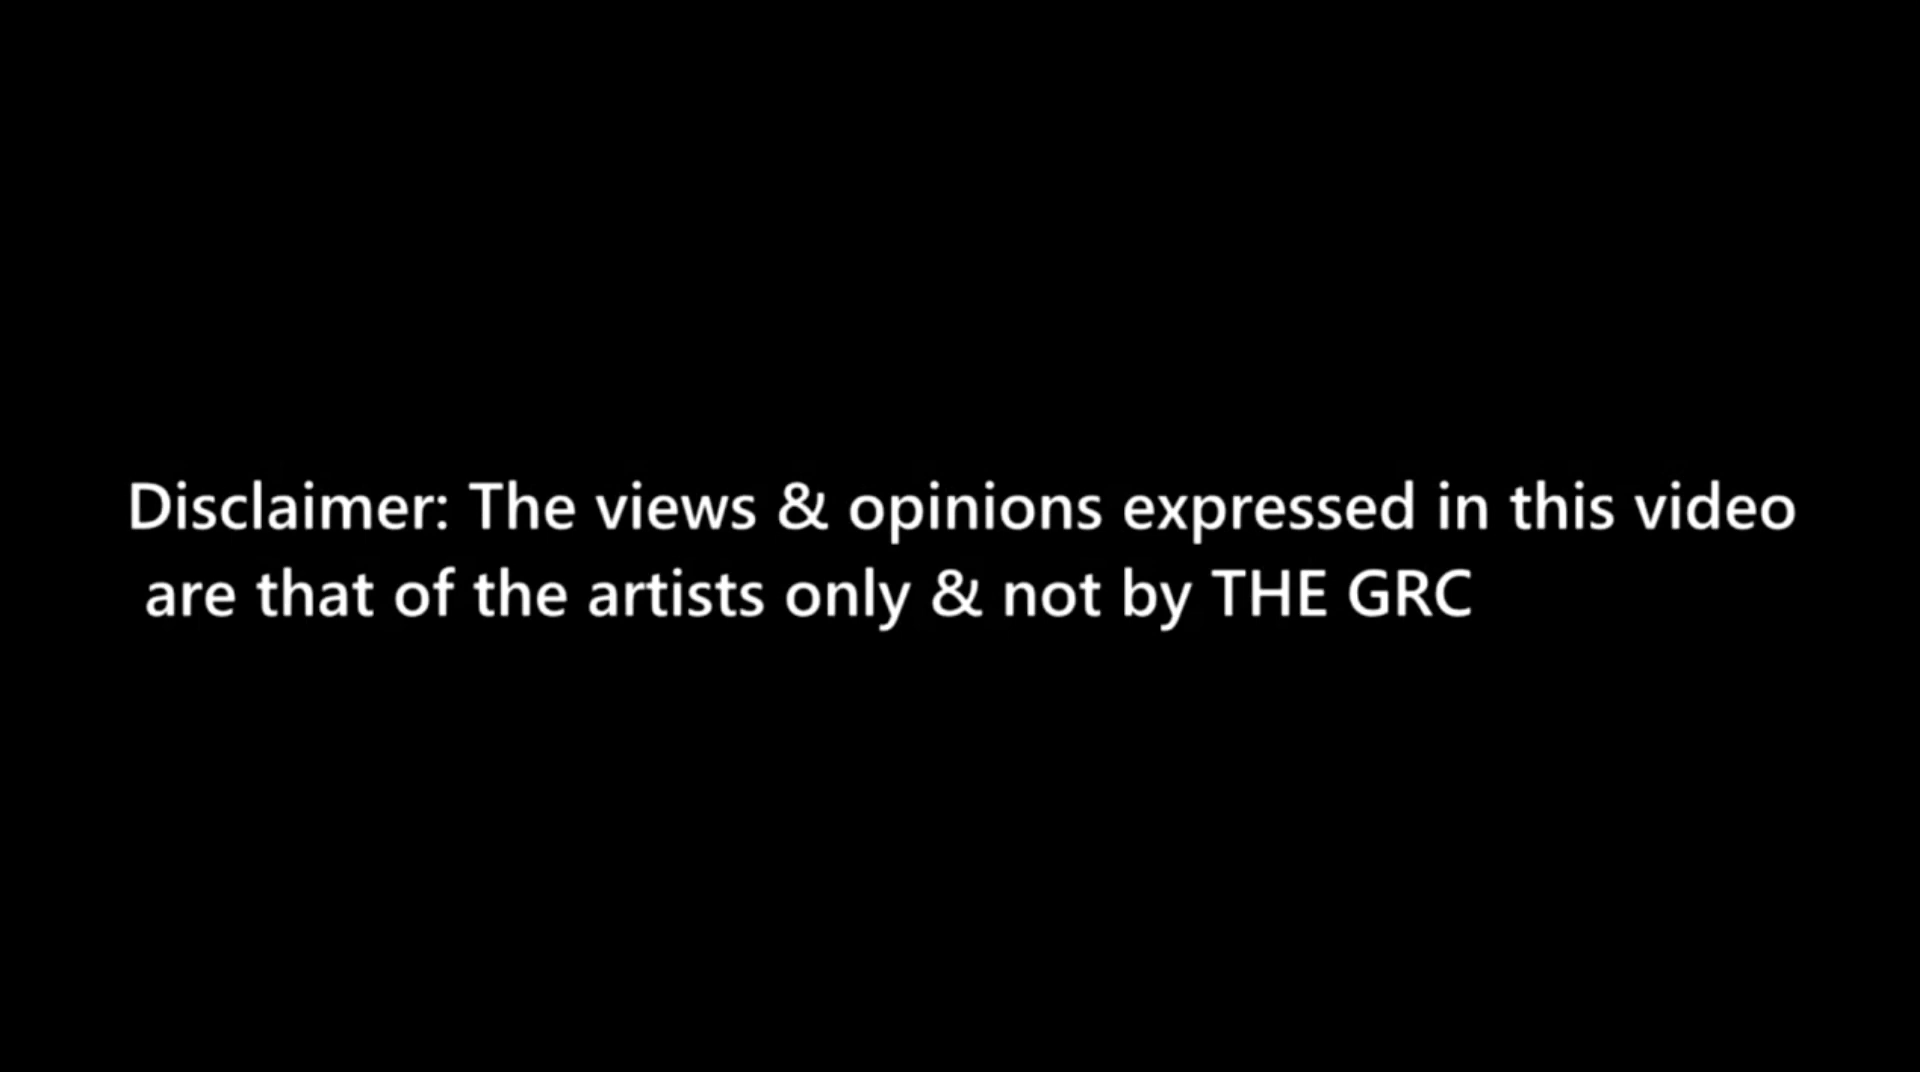 Disclaimer: The views & opinions expressed in this video
are that of the artists only & not by THE GRC